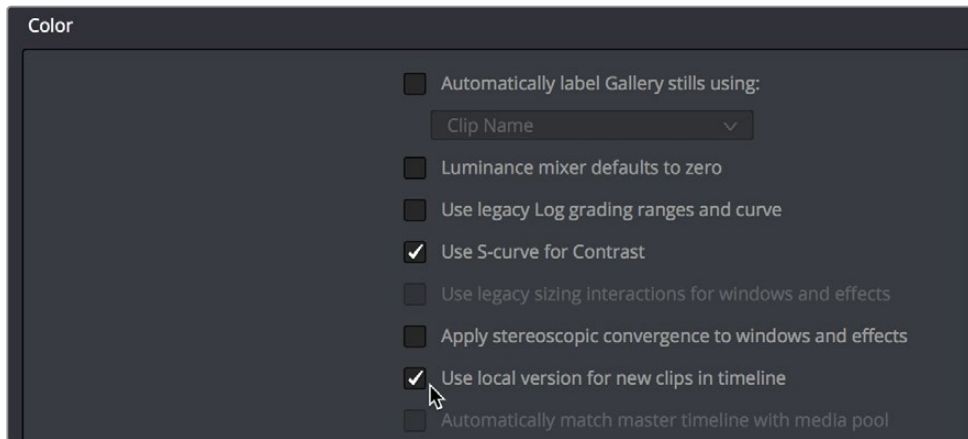 Color
Automatically label Gallery stills using:
Clip Name
Luminance mixer defaults to zero
Use legacy Log grading ranges and curve
Use S-curve for Contrast
Use legacy sizing interactions for windows and effects
Apply stereoscopic convergence to windows and effects
Use local version for new clips in timeline
Automatically match master timeline with media pool